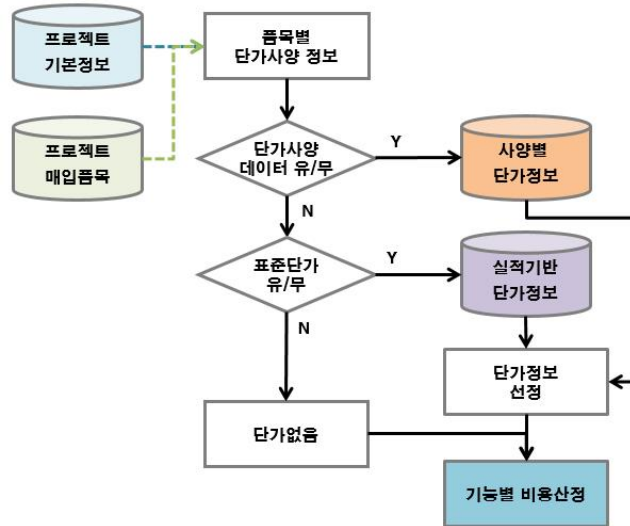 프로젝트
기본정보
품목별
단가사양 정보
프로젝트
매입품목
단가사양
데이터 유/무
Y
사양별
단가정보
N
표준단가
유/무
Y
실적기반
단가정보
N
단가정보
선정
단가없음
기능별 비용산정